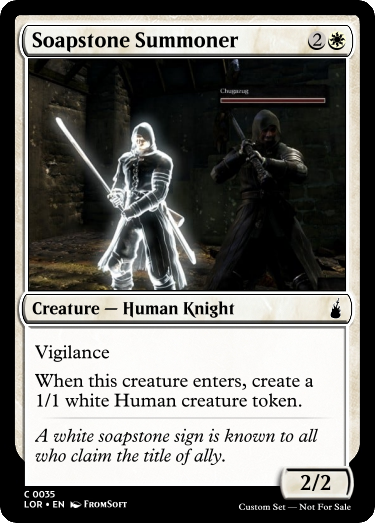 Soapstone Summoner 2
Chugazug
Creature — Human Knight
Vigilance
When this creature enters, create a
1/1 white Human creature token.
A white soapstone sign is known to all
who claim the title of ally.
2/2
C 0035
LOR • EN FromSoft
Custom Set — Not For Sale